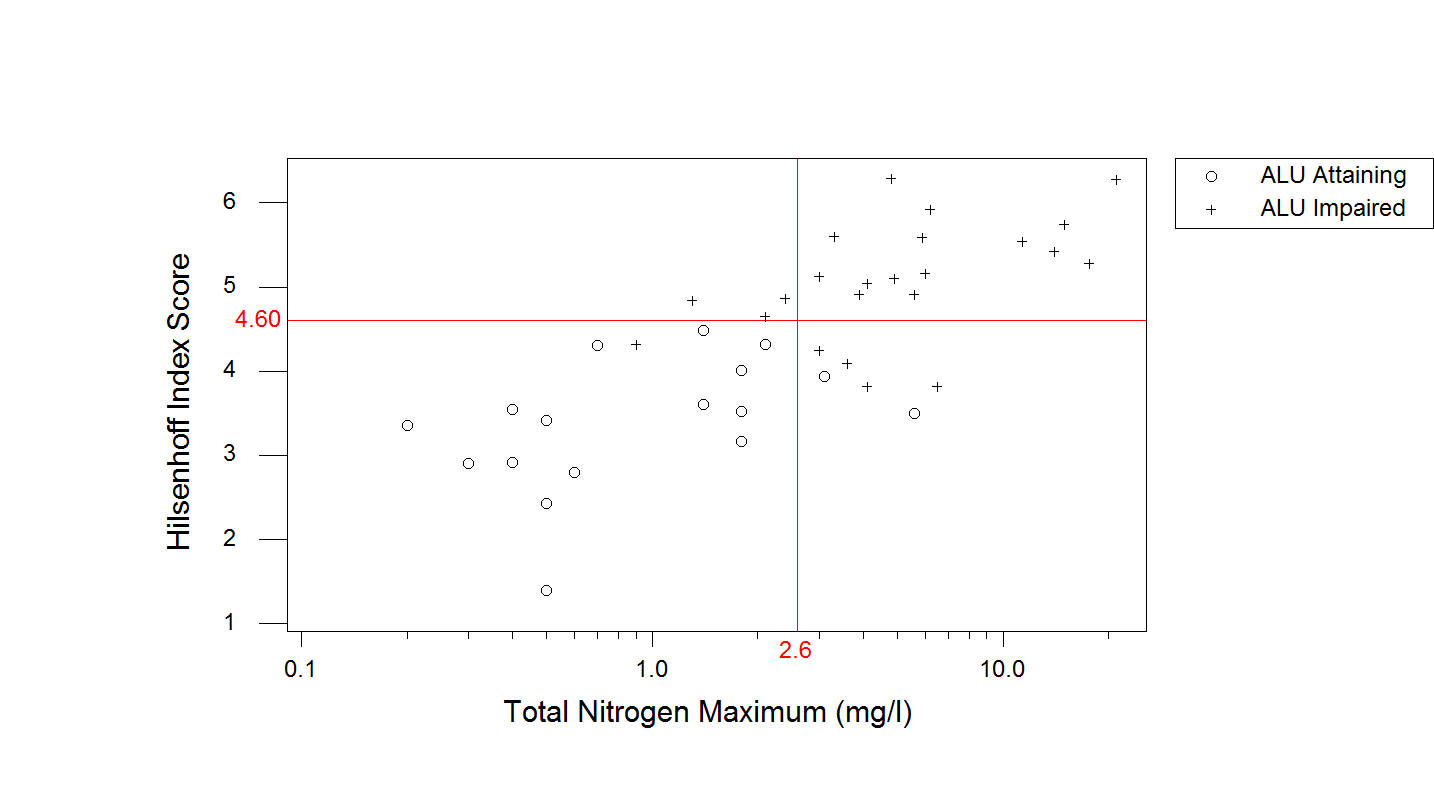 ALU Attaining
ALU Impaired
Hilsenhoff Index Score
6
5
4.60
4
3
2
1
0.1
1.0
2.6
10.0
Total Nitrogen Maximum (mg/l)